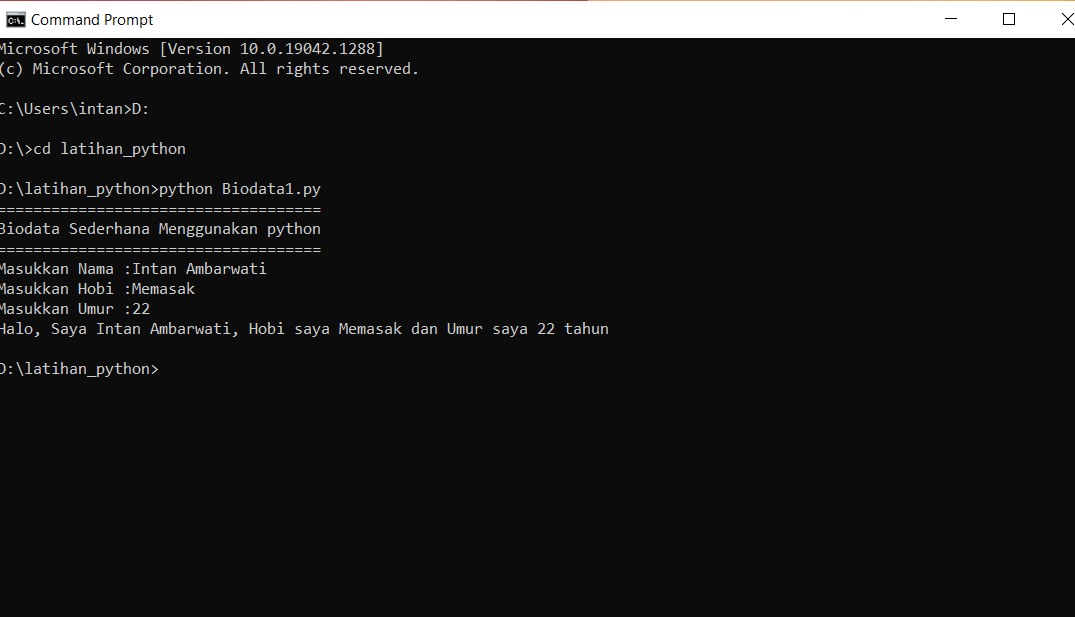 Command Prompt
Microsoft Windows [Version 10.0.19042.1288]
(c) Microsoft Corporation. All rights reserved.
C:\Users\intan>D:
D:\>cd latihan_python
D:\latihan_python>python Biodata1.py
====================================
Biodata Sederhana Menggunakan python
====================================
Masukkan Nama :Intan Ambarwati
Masukkan Hobi :Memasak
Masukkan Umur :22
Halo, Saya Intan Ambarwati, Hobi saya Memasak dan Umur saya 22 tahun
D:\latihan_python>